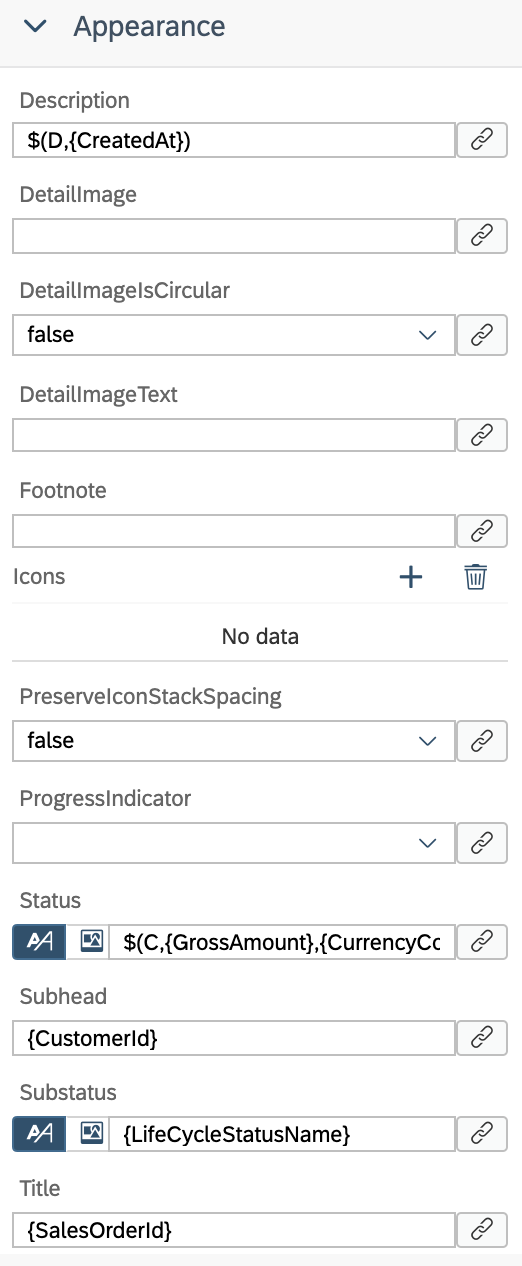 Appearance
Description
$(D,{CreatedAt})
DetailImage
DetailImageIsCircular
false
DetailImageText
Footnote
Icons
No data
PreserveIconStackSpacing
false
ProgressIndicator
Status
$(C,{GrossAmount},{CurrencyCc
Subhead
{CustomerId}
Substatus
{LifeCycleStatusName}
Title
{SalesOrderId}